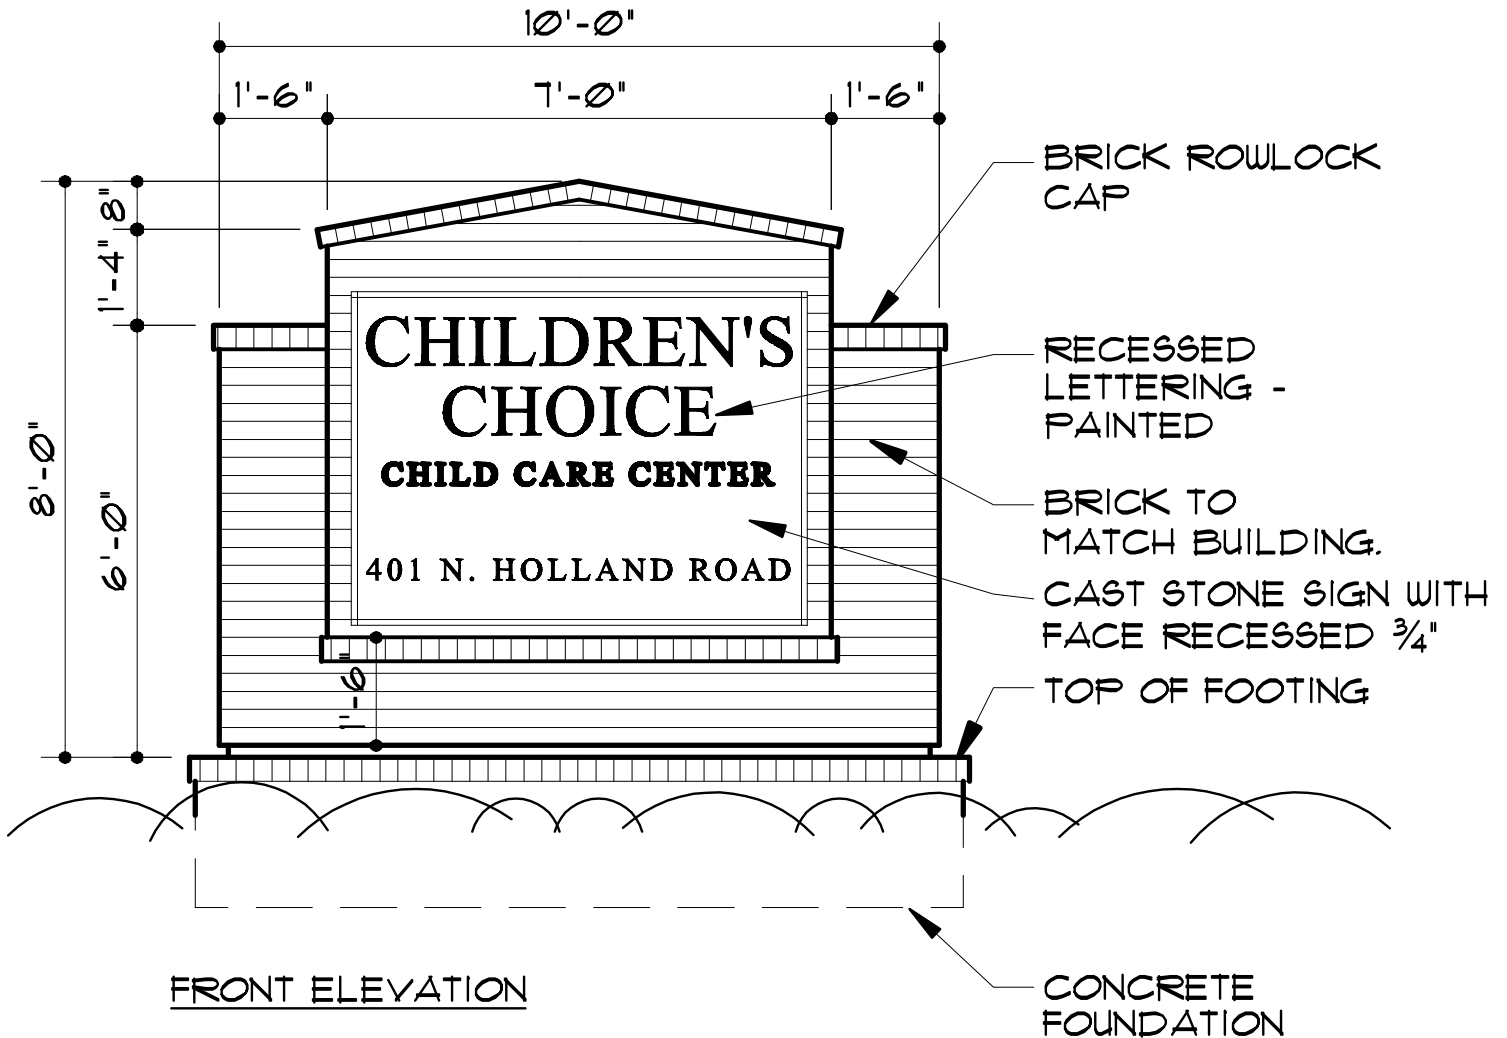 10'-0"
1'-6"
7'-0"
1'-6"
8"
1'-4"
8'-0"
6'-0"
1'-6"
CHILDREN'S
CHOICE
CHILD CARE CENTER
401 N. HOLLAND ROAD
BRICK ROWLOCK
CAP
RECESSED
LETTERING -
PAINTED
BRICK TO
MATCH BUILDING.
CAST STONE SIGN WITH
FACE RECESSED ¾"
TOP OF FOOTING
CONCRETE
FOUNDATION
FRONT ELEVATION